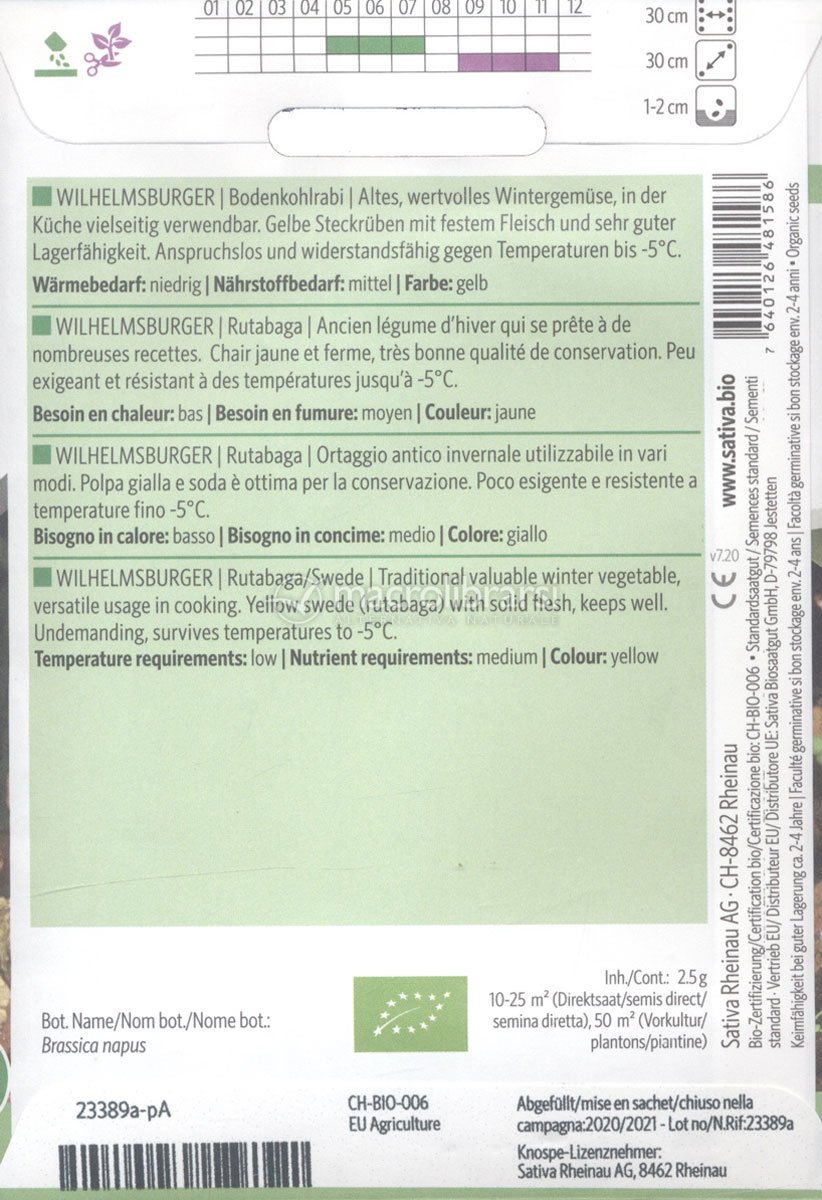 01 02 03 04 05 06 07 08 09 10 11 12
30 cm
30 cm
1-2 cm
WILHELMSBURGER | Bodenkohlrabi | Altes, wertvolles Wintergemüse, in der
Küche vielseitig verwendbar. Gelbe Steckrüben mit festem Fleisch und sehr guter
Lagerfähigkeit. Anspruchslos und widerstandsfähig gegen Temperaturen bis -5°C.
Wärmebedarf: niedrig | Nährstoffbedarf: mittel | Farbe: gelb
WILHELMSBURGER | Rutabaga | Ancien légume d'hiver qui se prête à de
nombreuses recettes. Chair jaune et ferme, très bonne qualité de conservation. Peu
exigeant et résistant à des températures jusqu'à -5°C.
Besoin en chaleur: bas | Besoin en fumure: moyen | Couleur: jaune
WILHELMSBURGER | Rutabaga | Ortaggio antico invernale utilizzabile in vari
modi. Polpa gialla e soda è ottima per la conservazione. Poco esigente e resistente a
temperature fino -5°C.
Bisogno in calore: basso | Bisogno in concime: medio | Colore: giallo
WILHELMSBURGER | Rutabaga/Swede | Traditional valuable winter vegetable,
versatile usage in cooking. Yellow swede (rutabaga) with solid flesh, keeps well.
Undemanding, survives temperatures to -5°C.
Temperature requirements: low | Nutrient requirements: medium | Colour: yellow
macrolibrarsi
ALTERNATIVA NATURALE
7 640126 481586
Sativa Rheinau AG · CH-8462 Rheinau CE v7.20 www.sativa.bio
Bio-Zertifizierung/Certification bio/Certificazione bio: CH-BIO-006 • Standardsaatgut / Semences standard / Sementi
standard · Vertrieb EU/ Distributeur EU/ Distributore UE: Sativa Biosaatgut GmbH, D-79798 Jestetten
Keimfähigkeit bei guter Lagerung ca. 2-4 Jahre | Faculté germinative si bon stockage env. 2-4 ans | Facoltà germinative si bon stockage env. 2-4 anni • Organic seeds
Bot. Name/Nom bot./Nome bot.:
Brassica napus
Inh./Cont.: 2.5 g
10-25 m² (Direktsaat/semis direct/
semina diretta), 50 m² (Vorkultur/
plantons/piantine)
23389a-pA
CH-BIO-006
EU Agriculture
Abgefüllt/mise en sachet/chiuso nella
campagna:2020/2021 - Lot no/N.Rif:23389a
Knospe-Lizenznehmer:
Sativa Rheinau AG, 8462 Rheinau